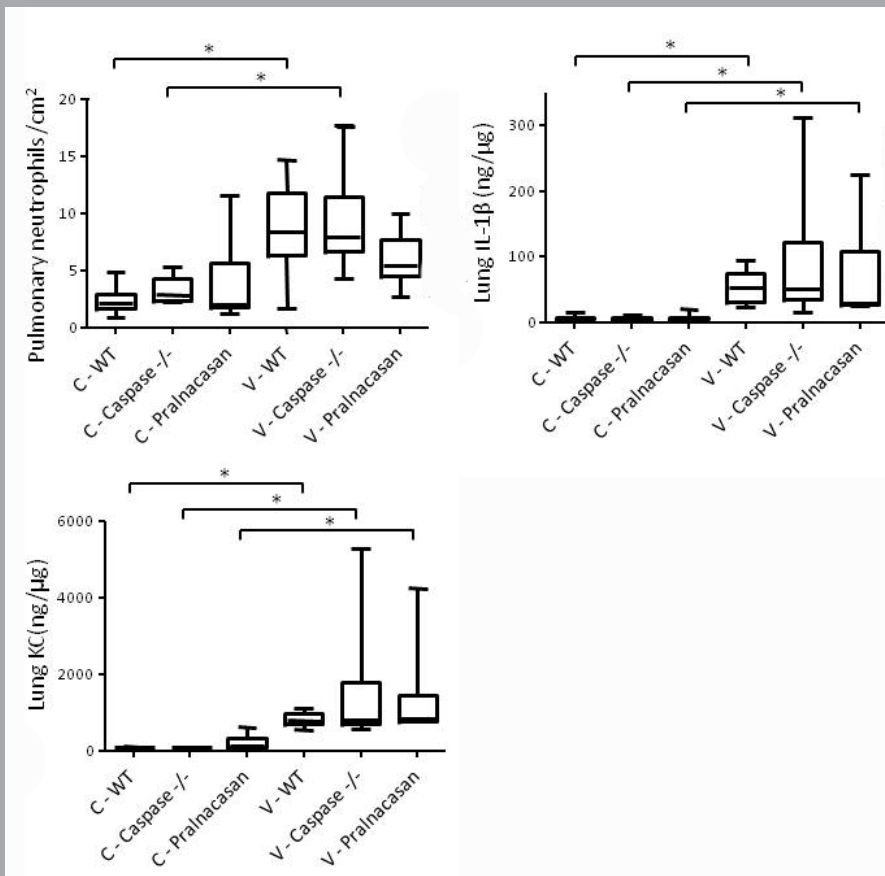 *
*
Pulmonary neutrophils /cm²
20
15
10
5
0
C - WT
C - Caspase -/-
C - Pralnacasan
V - WT
V - Caspase -/-
V - Pralnacasan
*
*
*
Lung IL-1β (ng/µg)
300
200
100
0
C - WT
C - Caspase -/-
C - Pralnacasan
V - WT
V - Caspase -/-
V - Pralnacasan
*
*
*
Lung KC(ng/µg)
6000
4000
2000
0
C - WT
C - Caspase -/-
C - Pralnacasan
V - WT
V - Caspase -/-
V - Pralnacasan